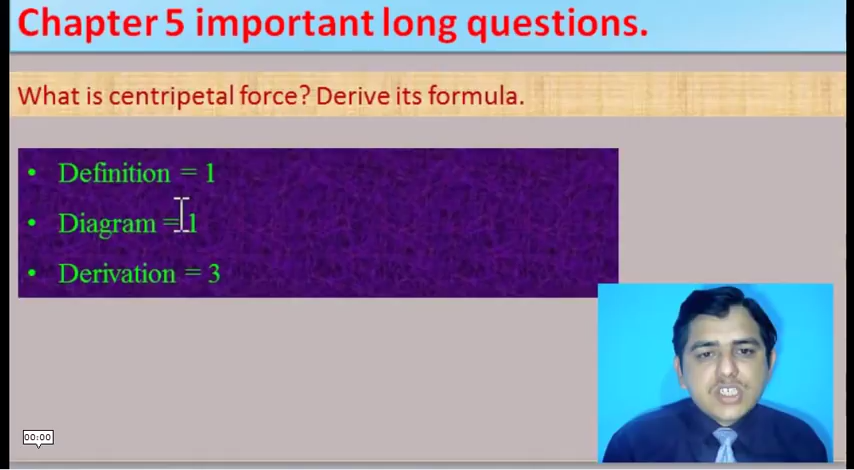 Chapter 5 important long questions.
What is centripetal force? Derive its formula.
• Definition = 1
• Diagram = 1
• Derivation = 3
00:00